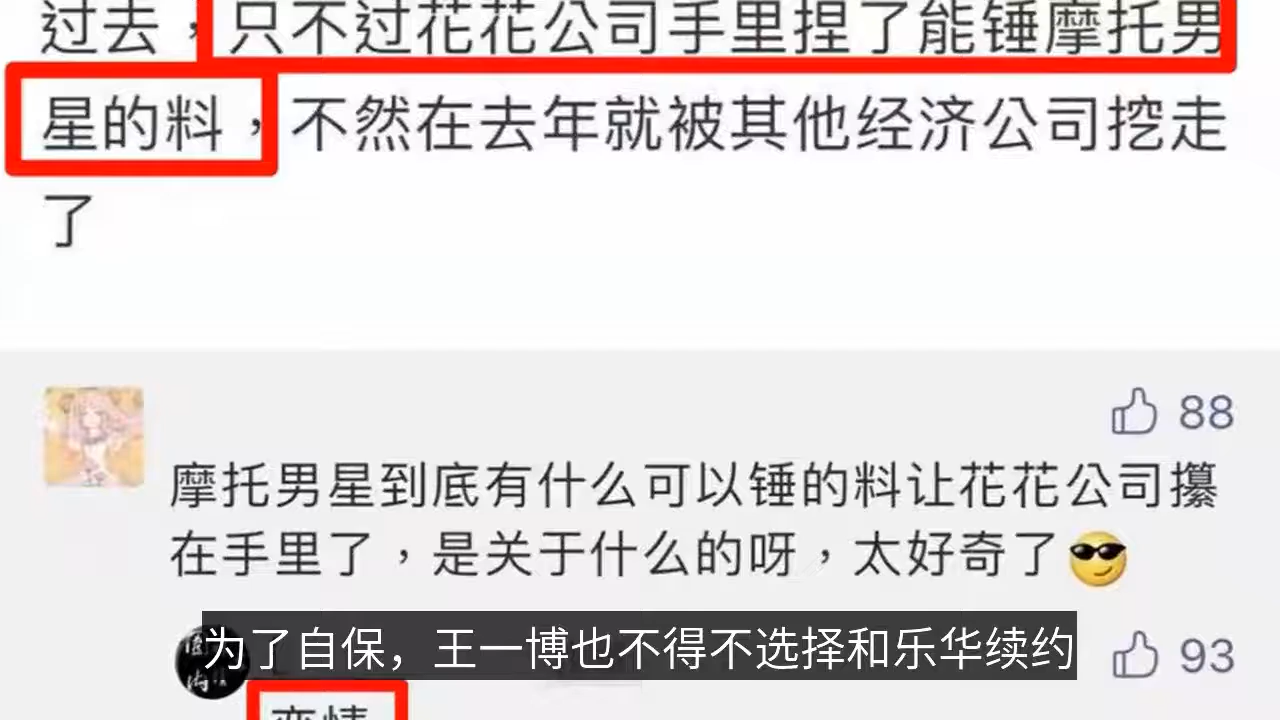 过去，只不过花花公司手里捏了能锤摩托男
星的料，不然在去年就被其他经济公司挖走
了
88
摩托男星到底有什么可以锤的料让花花公司攥
在手里了，是关于什么的呀，太好奇了
为了自保，王一博也不得不选择和乐华续约
93
恋情